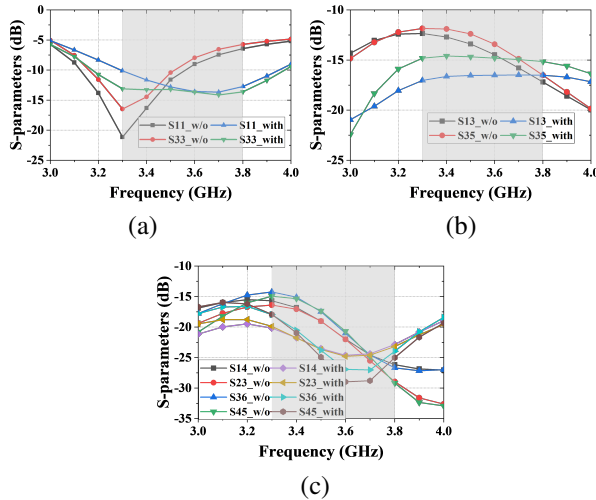 0
-5
-10
-15
-20
-25
S-parameters (dB)
S11_w/o S11_with
S33_w/o S33_with
3.0 3.2 3.4 3.6 3.8 4.0
Frequency (GHz)
(a)
-10
-15
-20
-25
S-parameters (dB)
S13_w/o S13_with
S35_w/o S35_with
3.0 3.2 3.4 3.6 3.8 4.0
Frequency (GHz)
(b)
-10
-15
-20
-25
-30
-35
S-parameters (dB)
S14_w/o S14_with
S23_w/o S23_with
S36_w/o S36_with
S45_w/o S45_with
3.0 3.2 3.4 3.6 3.8 4.0
Frequency (GHz)
(c)